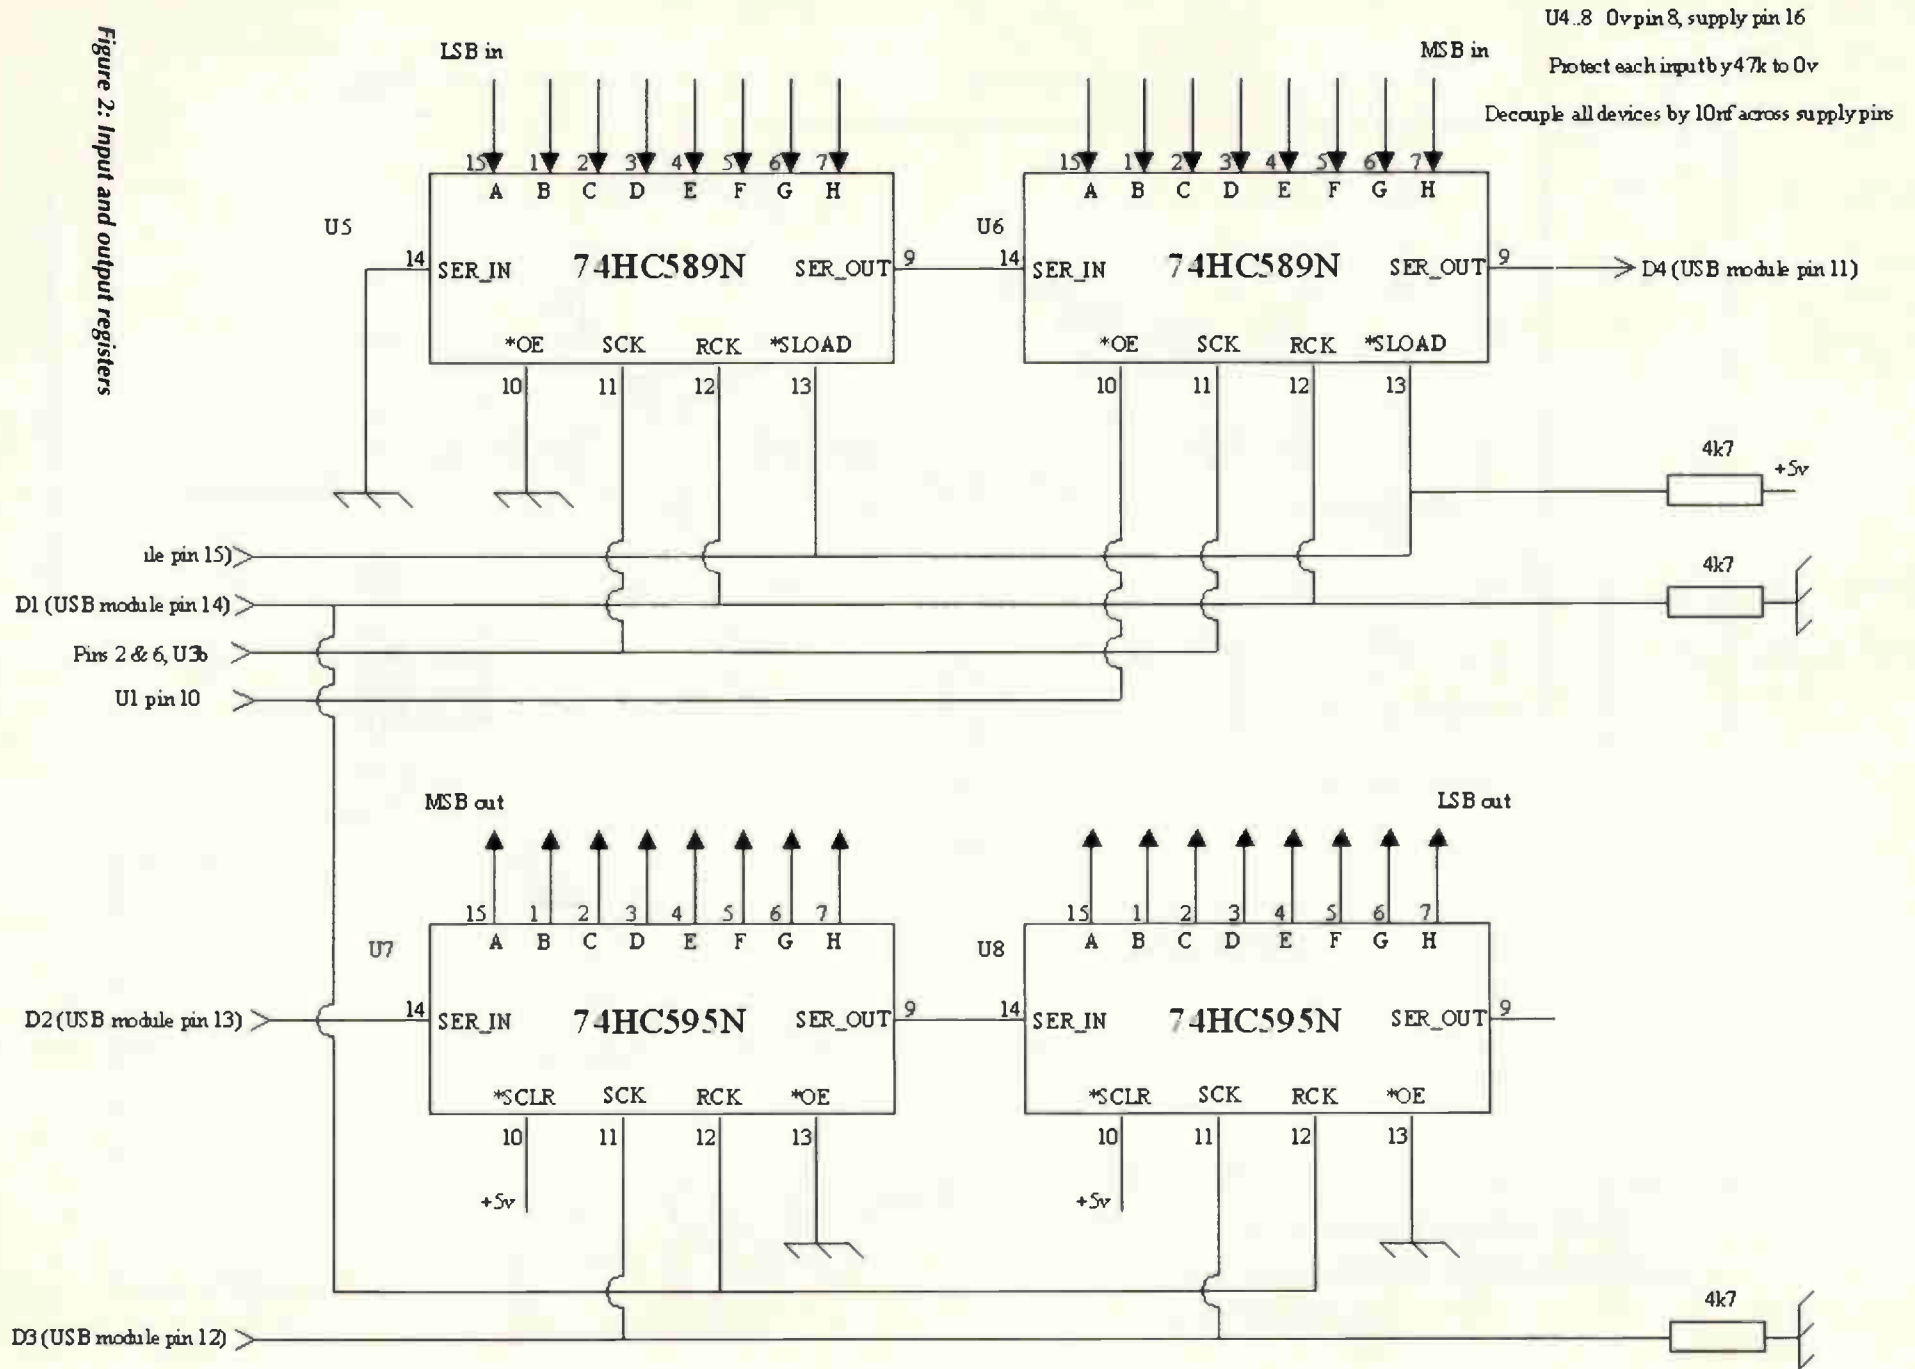 Figure 2: Input and output registers
U4..8 0v pin 8, supply pin 16
Protect each input by 47k to 0v
Decouple all devices by 10nf across supply pins
LSB in
MSB in
15 1 2 3 4 5 6 7
A B C D E F G H
U5
14 SER_IN 74HC589N SER_OUT 9
*OE SCK RCK *SLOAD
10 11 12 13
15 1 2 3 4 5 6 7
A B C D E F G H
U6
14 SER_IN 74HC589N SER_OUT 9
D4 (USB module pin 11)
*OE SCK RCK *SLOAD
10 11 12 13
4k7
+5v
ile pin 15)
4k7
D1 (USB module pin 14)
Pins 2 & 6, U3b
U1 pin 10
MSB out
LSB out
15 1 2 3 4 5 6 7
A B C D E F G H
U7
D2 (USB module pin 13)
14 SER_IN 74HC595N SER_OUT 9
*SCLR SCK RCK *OE
10 11 12 13
+5v
15 1 2 3 4 5 6 7
A B C D E F G H
U8
14 SER_IN 74HC595N SER_OUT 9
*SCLR SCK RCK *OE
10 11 12 13
+5v
4k7
D3 (USB module pin 12)